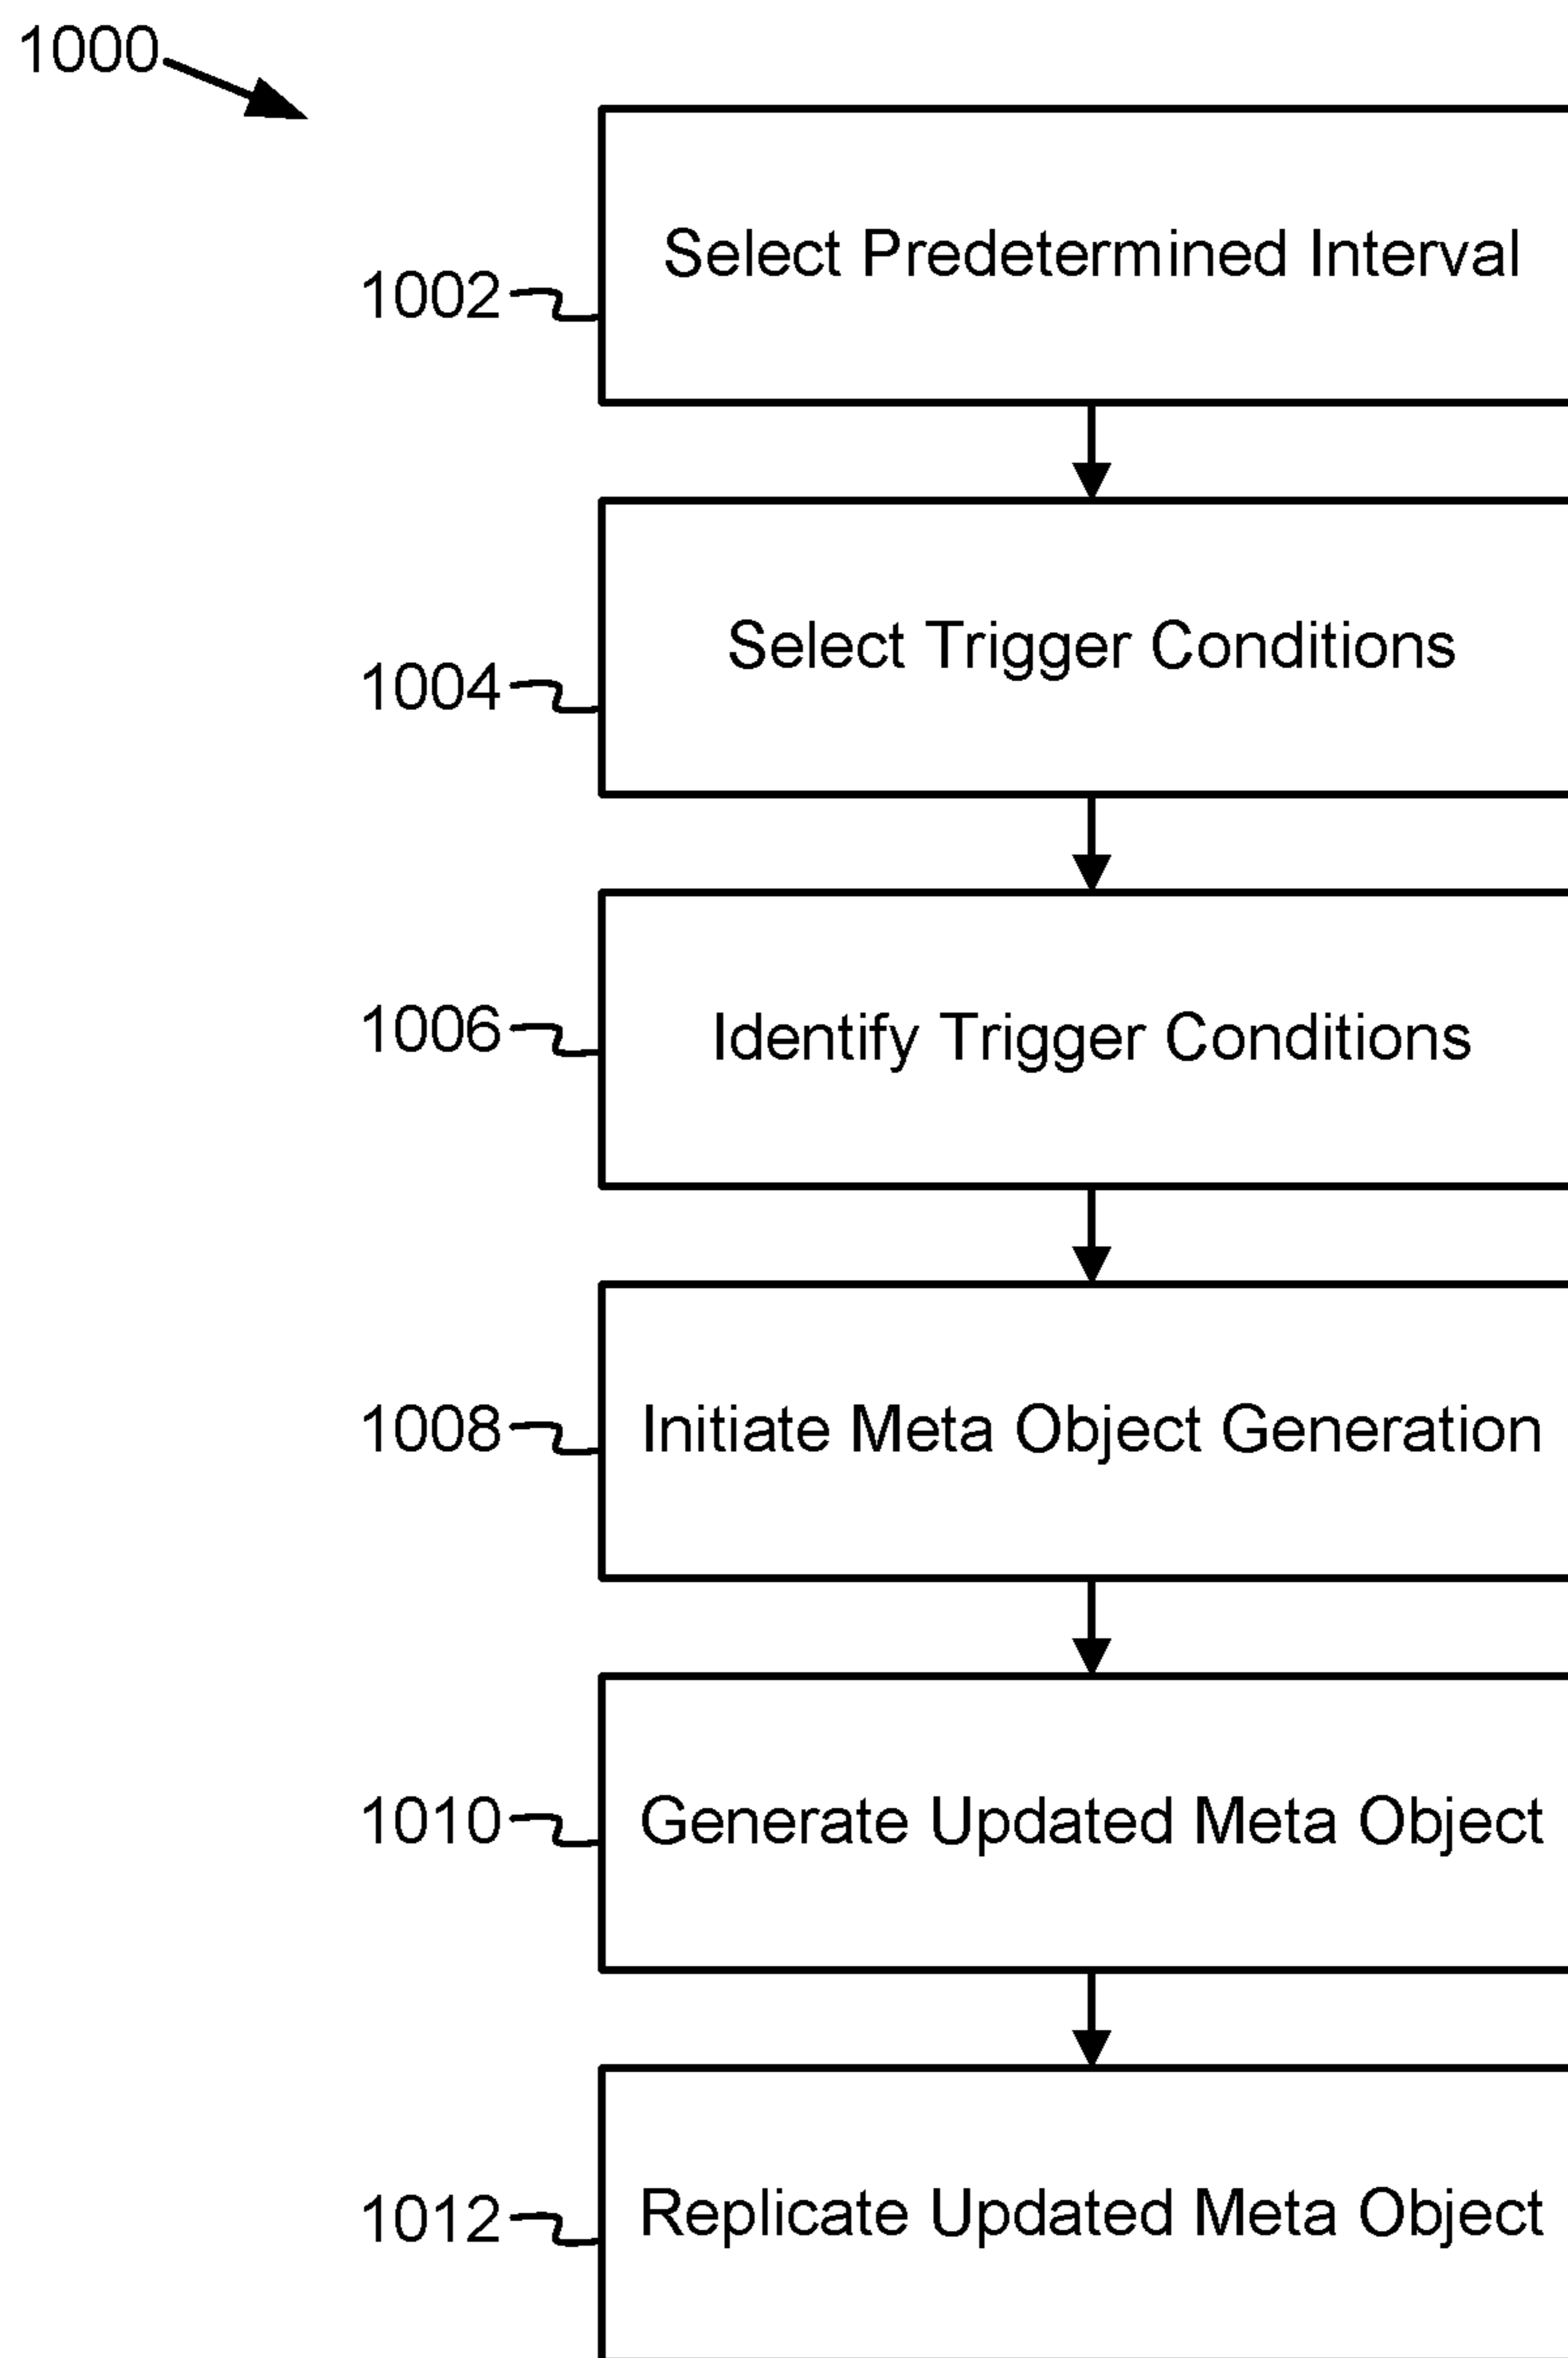 1000
Select Predetermined Interval
1002
Select Trigger Conditions
1004
Identify Trigger Conditions
1006
Initiate Meta Object Generation
1008
Generate Updated Meta Object
1010
Replicate Updated Meta Object
1012